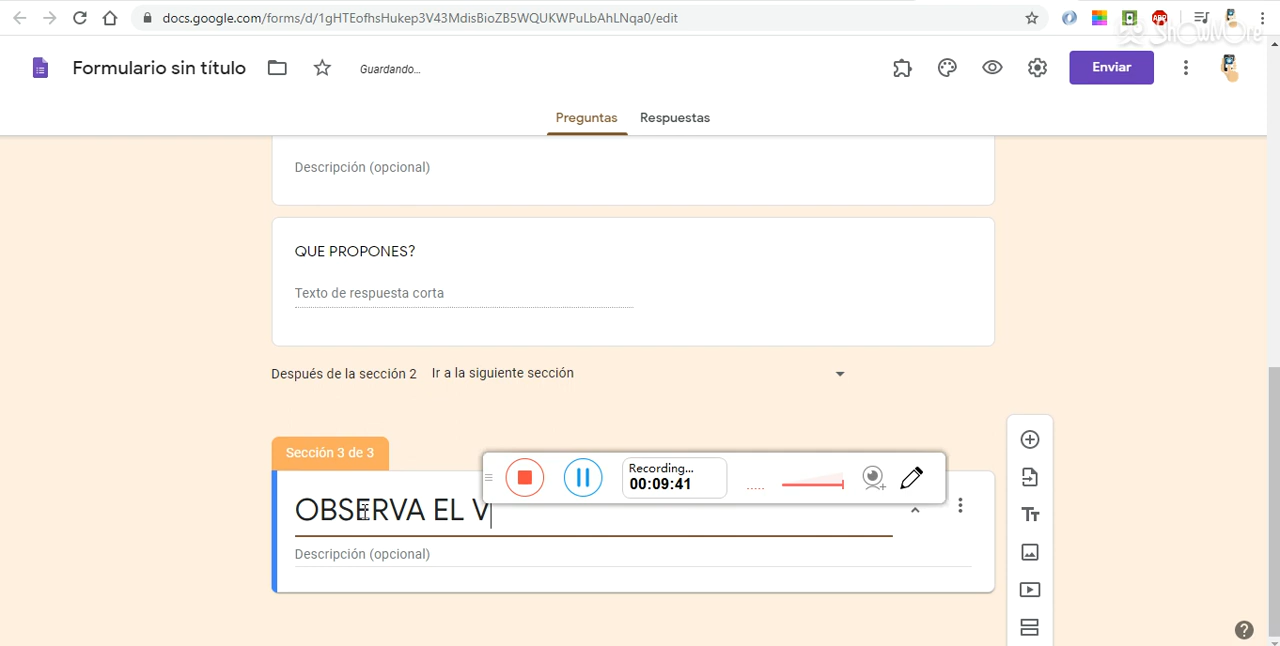 docs.google.com/forms/d/1gHTEofhsHukep3V43MdisBioZB5WQUKWPuLbAhLNqa0/edit
ABP
ShowMore
Formulario sin título
Guardando...
Enviar
Preguntas
Respuestas
Descripción (opcional)
QUE PROPONES?
Texto de respuesta corta
Después de la sección 2
Ir a la siguiente sección
Sección 3 de 3
Recording...
00:09:41
OBSERVA EL V
Descripción (opcional)